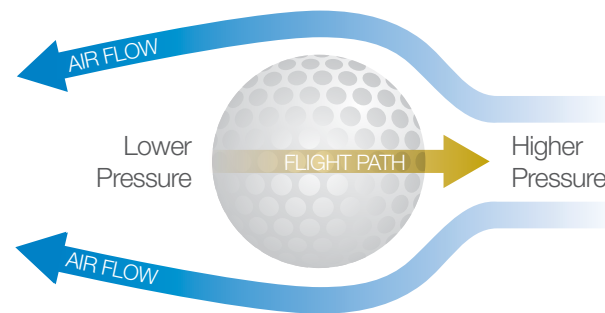 AIR FLOW
Lower
Pressure
FLIGHT PATH
Higher
Pressure
AIR FLOW